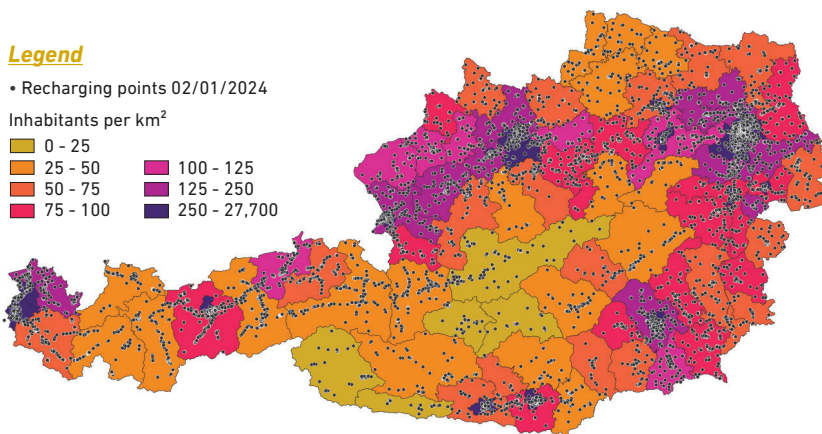 Legend
• Recharging points 02/01/2024
Inhabitants per km²
0 - 25
25 - 50
50 - 75
75 - 100
100 - 125
125 - 250
250 - 27,700